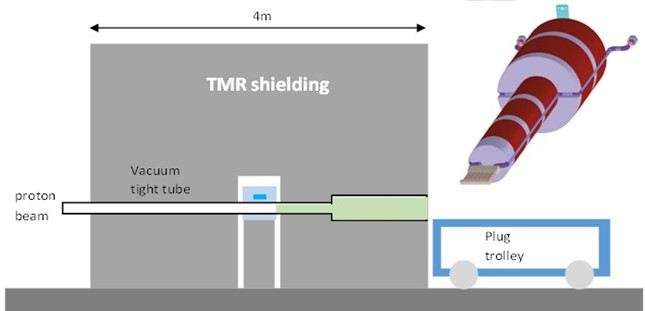 4m
TMR shielding
Vacuum
tight tube
proton
beam
Plug
trolley